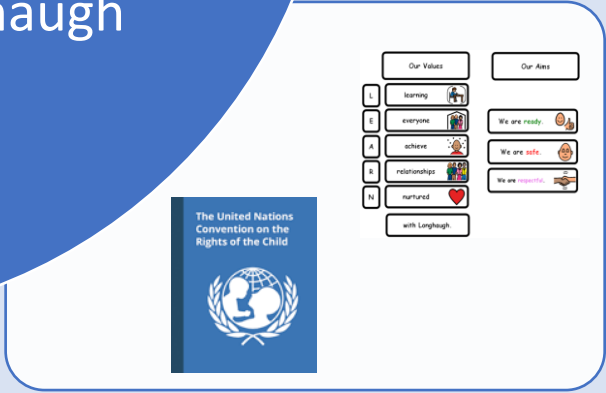 naugh
Our Values
L learning
E everyone
A achieve
R relationships
N nurtured
with Longhaugh.
Our Aims
We are ready.
We are safe.
We are respectful.
The United Nations
Convention on the
Rights of the Child